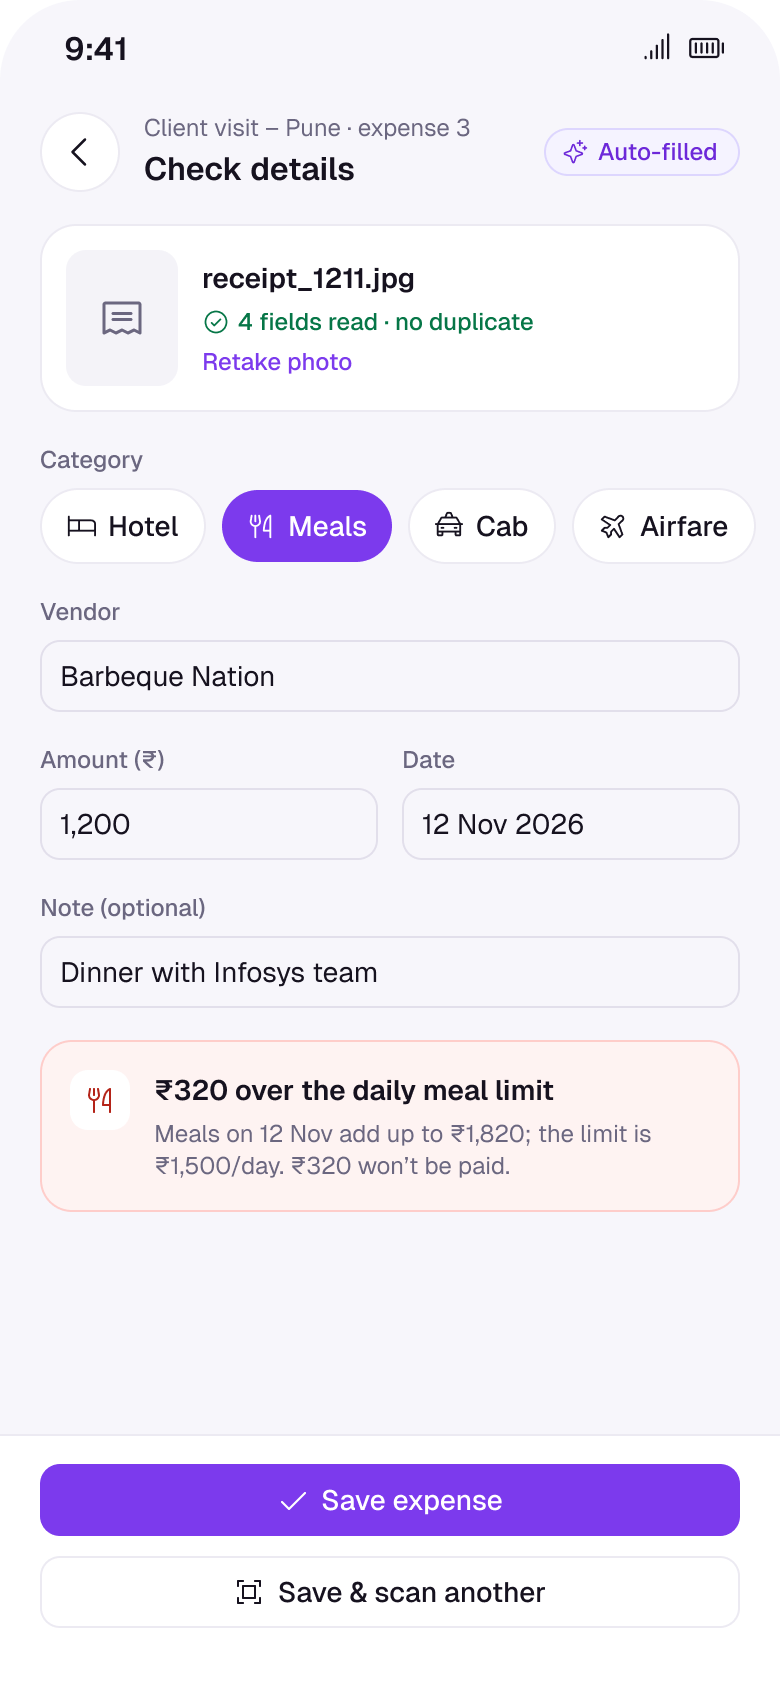 9:41
Client visit – Pune · expense 3
Check details
Auto-filled
receipt_1211.jpg
4 fields read · no duplicate
Retake photo
Category
Hotel
Meals
Cab
Airfare
Vendor
Barbeque Nation
Amount (₹)
Date
1,200
12 Nov 2026
Note (optional)
Dinner with Infosys team
₹320 over the daily meal limit
Meals on 12 Nov add up to ₹1,820; the limit is
₹1,500/day. ₹320 won’t be paid.
Save expense
Save & scan another